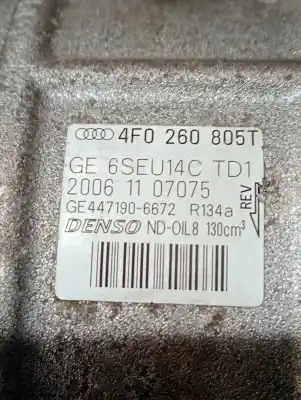 4F0 260 805T
GE 6SEU14C TD1
2006 11 07075
GE447190-6672 R134a
DENSO ND-OIL8 130cm³
REV